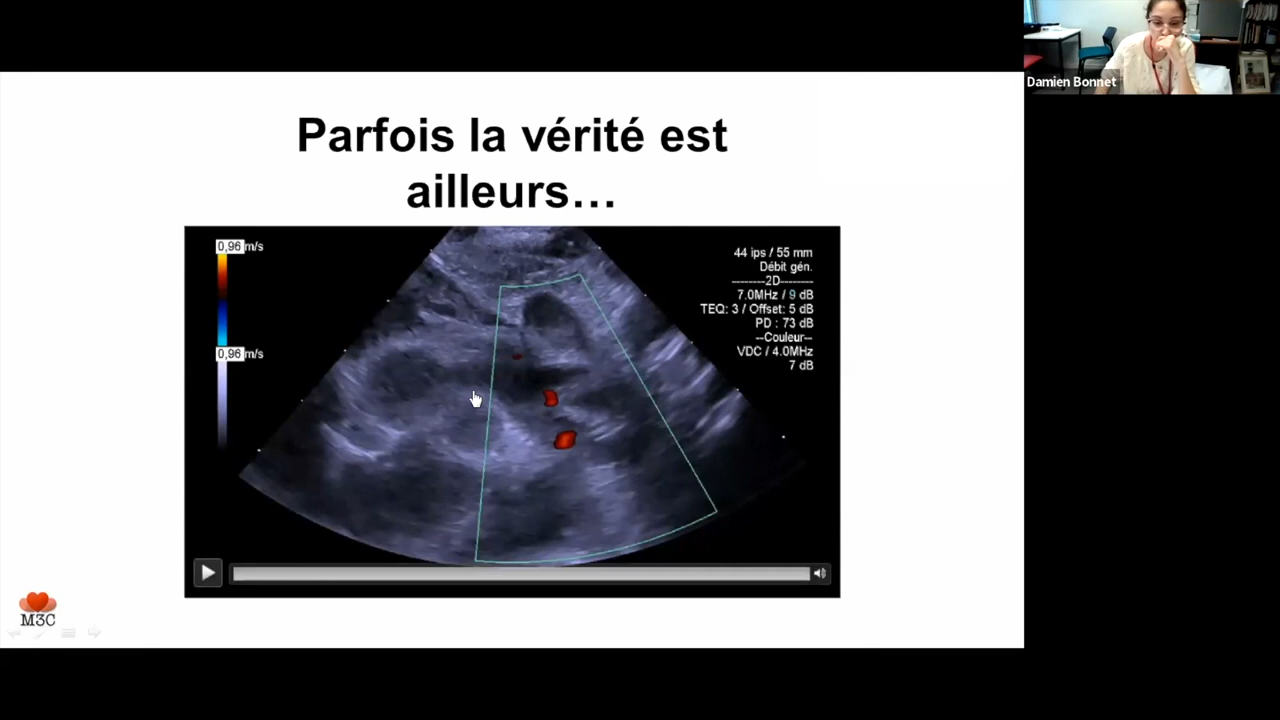 Damien Bonnet
Parfois la vérité est
ailleurs…
0,96 m/s
0,96 m/s
44 ips / 55 mm
Débit gén.
--------2D--------
7.0MHz / 9 dB
TEQ: 3 / Offset: 5 dB
PD : 73 dB
--Couleur--
VDC / 4.0MHz
7 dB
M3C